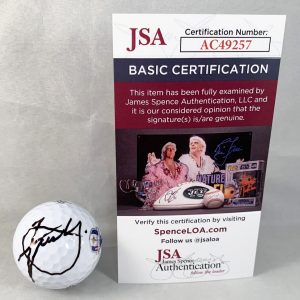 JSA
Certification Number:
AC49257
BASIC CERTIFICATION
This item has been fully examined by
James Spence Authentication, LLC and
it is our considered opinion that the
signature(s) is/are genuine.
Verify this certification by visiting
SpenceLOA.com
Follow us @jsaloa
JSA
James Spence
Authentication